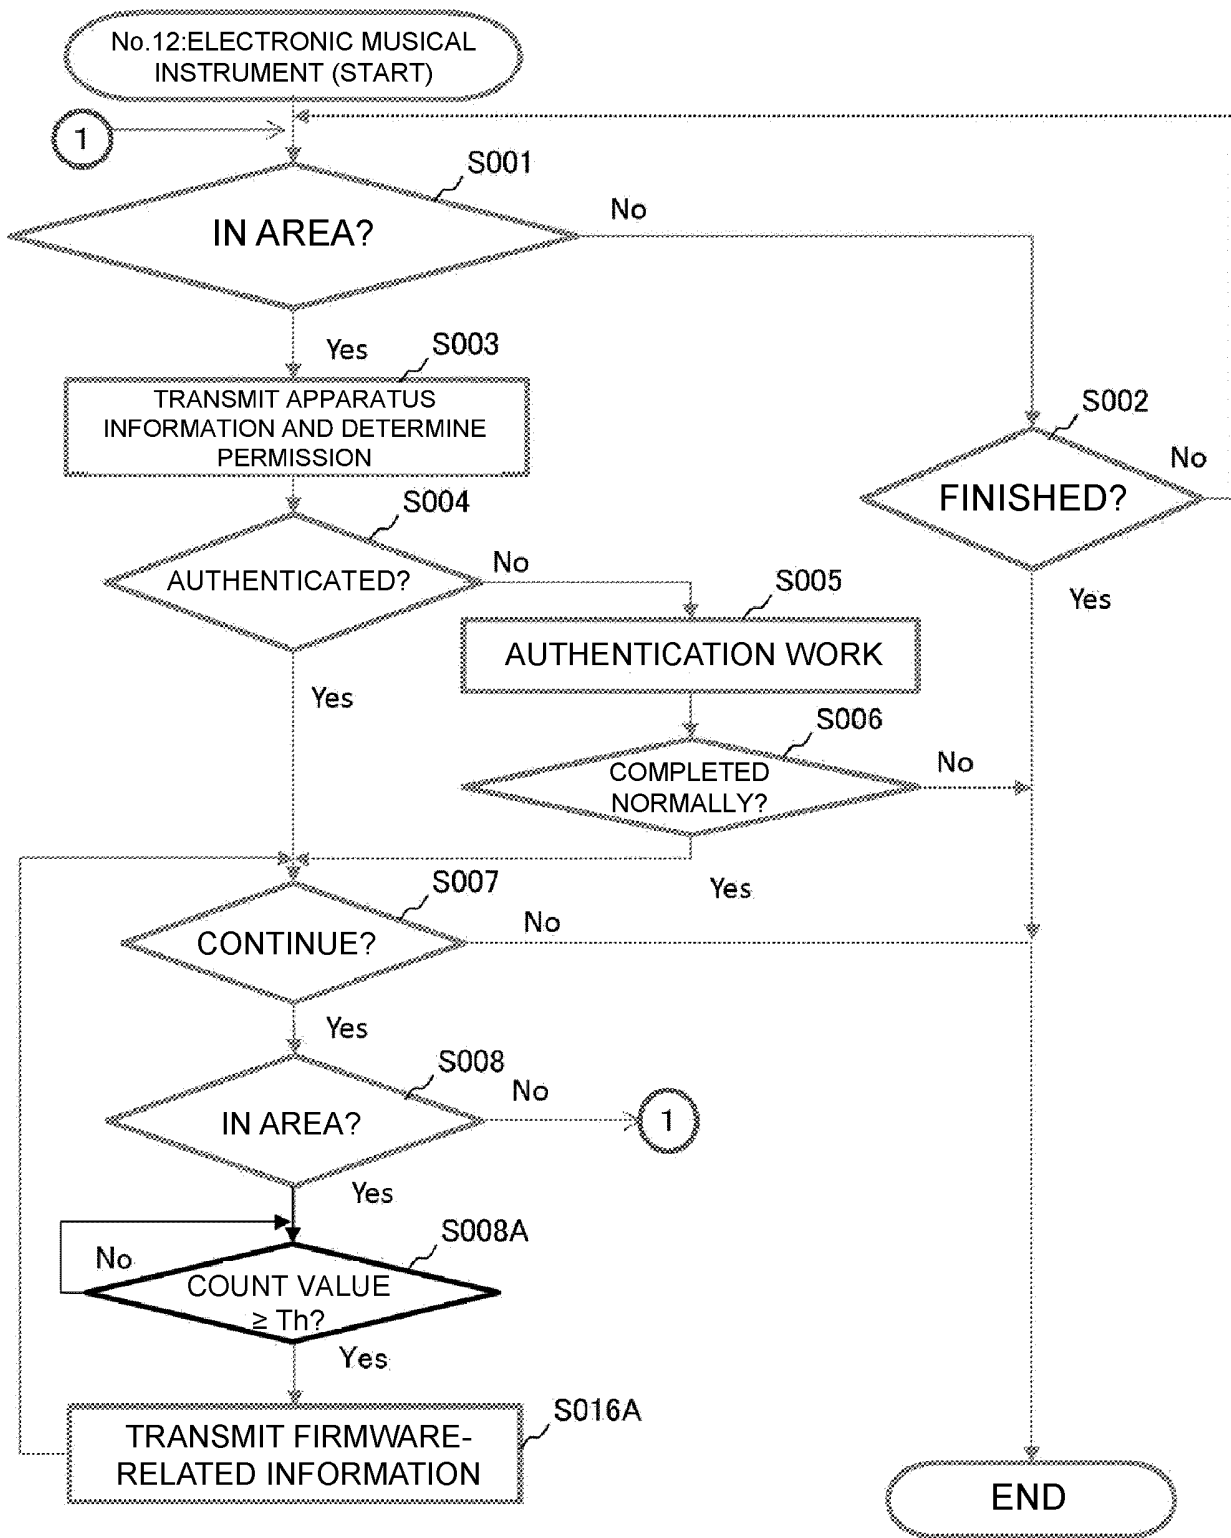 No.12:ELECTRONIC MUSICAL
INSTRUMENT (START)
1
S001
IN AREA?
No
Yes
S003
TRANSMIT APPARATUS
INFORMATION AND DETERMINE
PERMISSION
S002
FINISHED?
No
Yes
S004
AUTHENTICATED?
No
Yes
S005
AUTHENTICATION WORK
S006
COMPLETED
NORMALLY?
No
Yes
S007
CONTINUE?
No
Yes
S008
IN AREA?
No
1
Yes
S008A
No
COUNT VALUE
≥ Th?
Yes
S016A
TRANSMIT FIRMWARE-
RELATED INFORMATION
END